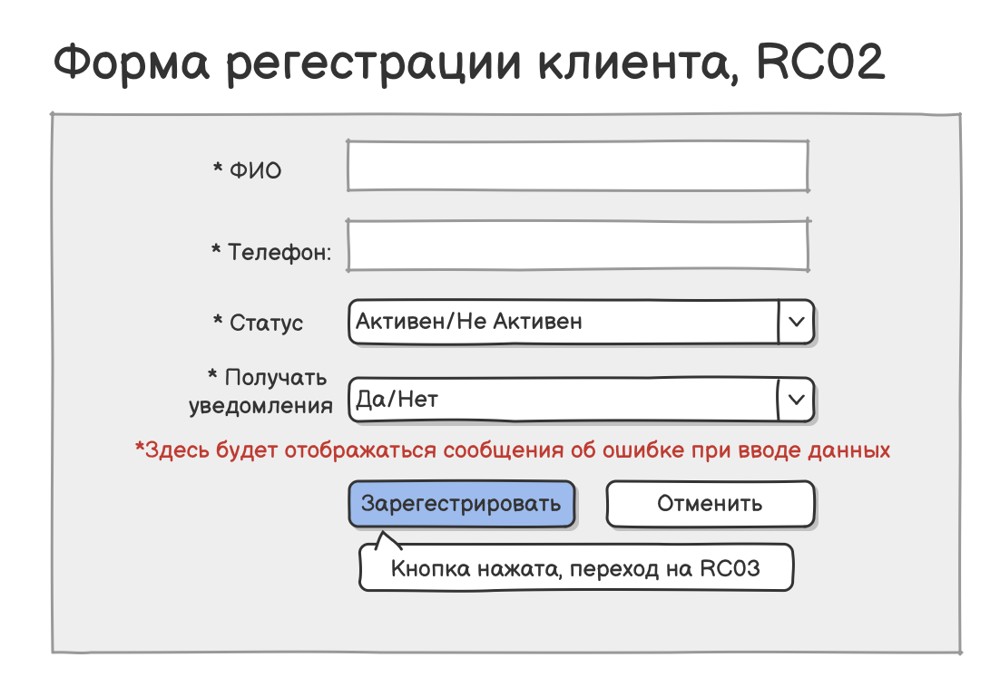 Форма регестрации клиента, RC02
* ФИО
* Телефон:
* Статус
Активен/Не Активен
* Получать
уведомления
Да/Нет
*Здесь будет отображаться сообщения об ошибке при вводе данных
Зарегестрировать
Отменить
Кнопка нажата, переход на RC03